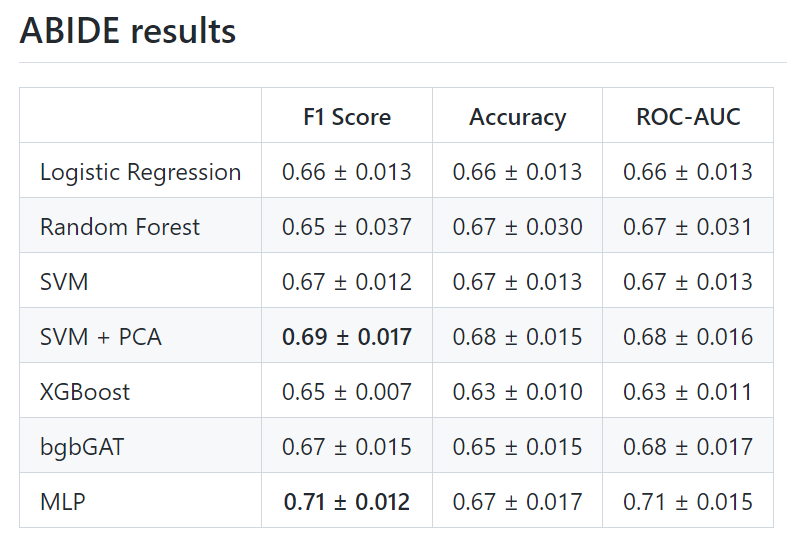 ABIDE results
F1 Score Accuracy ROC-AUC
Logistic Regression 0.66 ± 0.013 0.66 ± 0.013 0.66 ± 0.013
Random Forest 0.65 ± 0.037 0.67 ± 0.030 0.67 ± 0.031
SVM 0.67 ± 0.012 0.67 ± 0.013 0.67 ± 0.013
SVM + PCA 0.69 ± 0.017 0.68 ± 0.015 0.68 ± 0.016
XGBoost 0.65 ± 0.007 0.63 ± 0.010 0.63 ± 0.011
bgbGAT 0.67 ± 0.015 0.65 ± 0.015 0.68 ± 0.017
MLP 0.71 ± 0.012 0.67 ± 0.017 0.71 ± 0.015